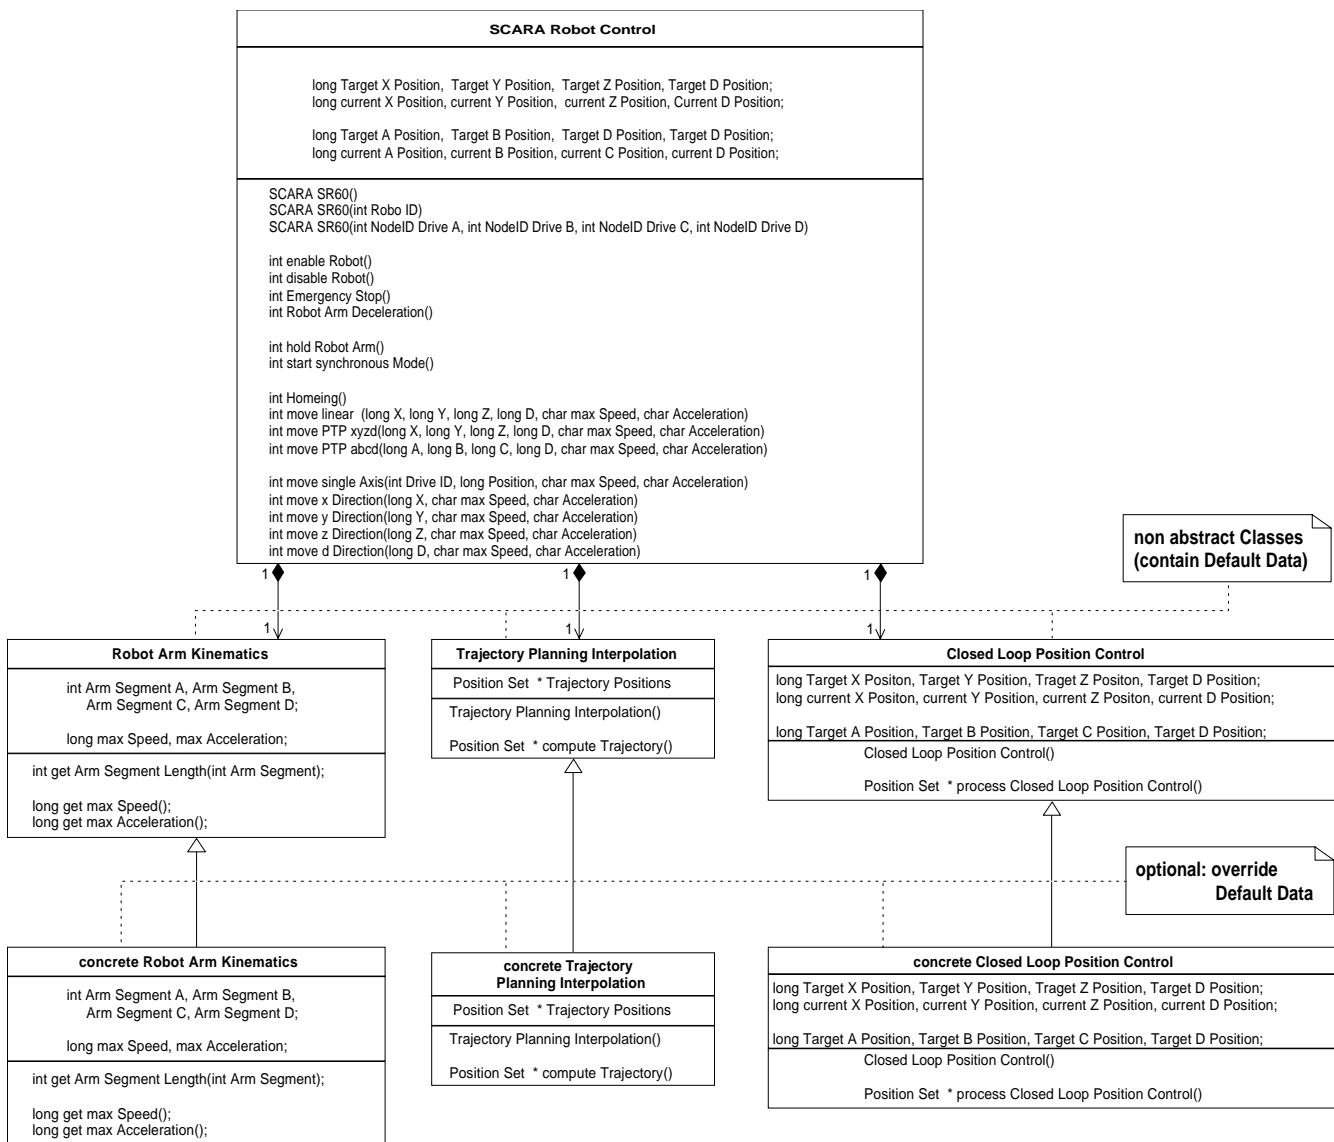 SCARA Robot Control
long Target X Position, Target Y Position, Target Z Position, Target D Position;
long current X Position, current Y Position, current Z Position, Current D Position;
long Target A Position, Target B Position, Target D Position, Target D Position;
long current A Position, current B Position, current C Position, current D Position;
SCARA SR60()
SCARA SR60(int Robo ID)
SCARA SR60(int NodeID Drive A, int NodeID Drive B, int NodeID Drive C, int NodeID Drive D)
int enable Robot()
int disable Robot()
int Emergency Stop()
int Robot Arm Deceleration()
int hold Robot Arm()
int start synchronous Mode()
int Homeing()
int move linear (long X, long Y, long Z, long D, char max Speed, char Acceleration)
int move PTP xyzd(long X, long Y, long Z, long D, char max Speed, char Acceleration)
int move PTP abcd(long A, long B, long C, long D, char max Speed, char Acceleration)
int move single Axis(int Drive ID, long Position, char max Speed, char Acceleration)
int move x Direction(long X, char max Speed, char Acceleration)
int move y Direction(long Y, char max Speed, char Acceleration)
int move z Direction(long Z, char max Speed, char Acceleration)
int move d Direction(long D, char max Speed, char Acceleration)
non abstract Classes
(contain Default Data)
1
1
1
1
1
1
Robot Arm Kinematics
int Arm Segment A, Arm Segment B,
Arm Segment C, Arm Segment D;
long max Speed, max Acceleration;
int get Arm Segment Length(int Arm Segment);
long get max Speed();
long get max Acceleration();
Trajectory Planning Interpolation
Position Set * Trajectory Positions
Trajectory Planning Interpolation()
Position Set * compute Trajectory()
Closed Loop Position Control
long Target X Positon, Target Y Position, Traget Z Positon, Target D Position;
long current X Positon, current Y Position, current Z Positon, current D Position;
long Target A Position, Target B Position, Target C Position, Target D Position;
Closed Loop Position Control()
Position Set * process Closed Loop Position Control()
optional: override
Default Data
concrete Robot Arm Kinematics
int Arm Segment A, Arm Segment B,
Arm Segment C, Arm Segment D;
long max Speed, max Acceleration;
int get Arm Segment Length(int Arm Segment);
long get max Speed();
long get max Acceleration();
concrete Trajectory
Planning Interpolation
Position Set * Trajectory Positions
Trajectory Planning Interpolation()
Position Set * compute Trajectory()
concrete Closed Loop Position Control
long Target X Position, Target Y Position, Traget Z Position, Target D Position;
long current X Position, current Y Position, current Z Position, current D Position;
long Target A Position, Target B Position, Target C Position, Target D Position;
Closed Loop Position Control()
Position Set * process Closed Loop Position Control()